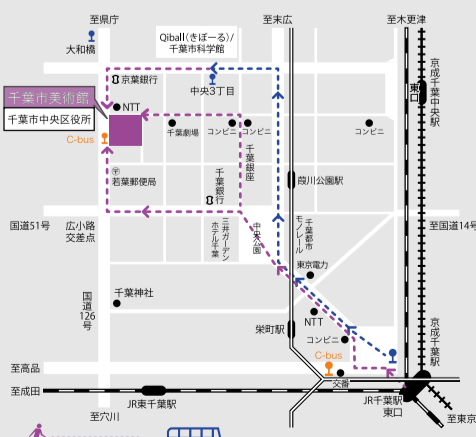 至県庁
至末広
至木更津
大和橋
Qiball(きぼーる)/
千葉市科学館
京葉銀行
中央3丁目
東口
京成千葉中央駅
千葉市美術館
千葉市中央区役所
NTT
千葉劇場
コンビニ
コンビニ
コンビニ
C-bus
千葉銀座
若葉郵便局
千葉銀行
葭川公園駅
国道51号
広小路
交差点
三井ガーデン
ホテル千葉
中央公園
千葉都市
モノレール
至国道14号
東京電力
千葉神社
国道126号
NTT
栄町駅
コンビニ
京成千葉駅
C-bus
至高品
交番
至成田
JR東千葉駅
JR千葉駅
東口
至穴川
至東京